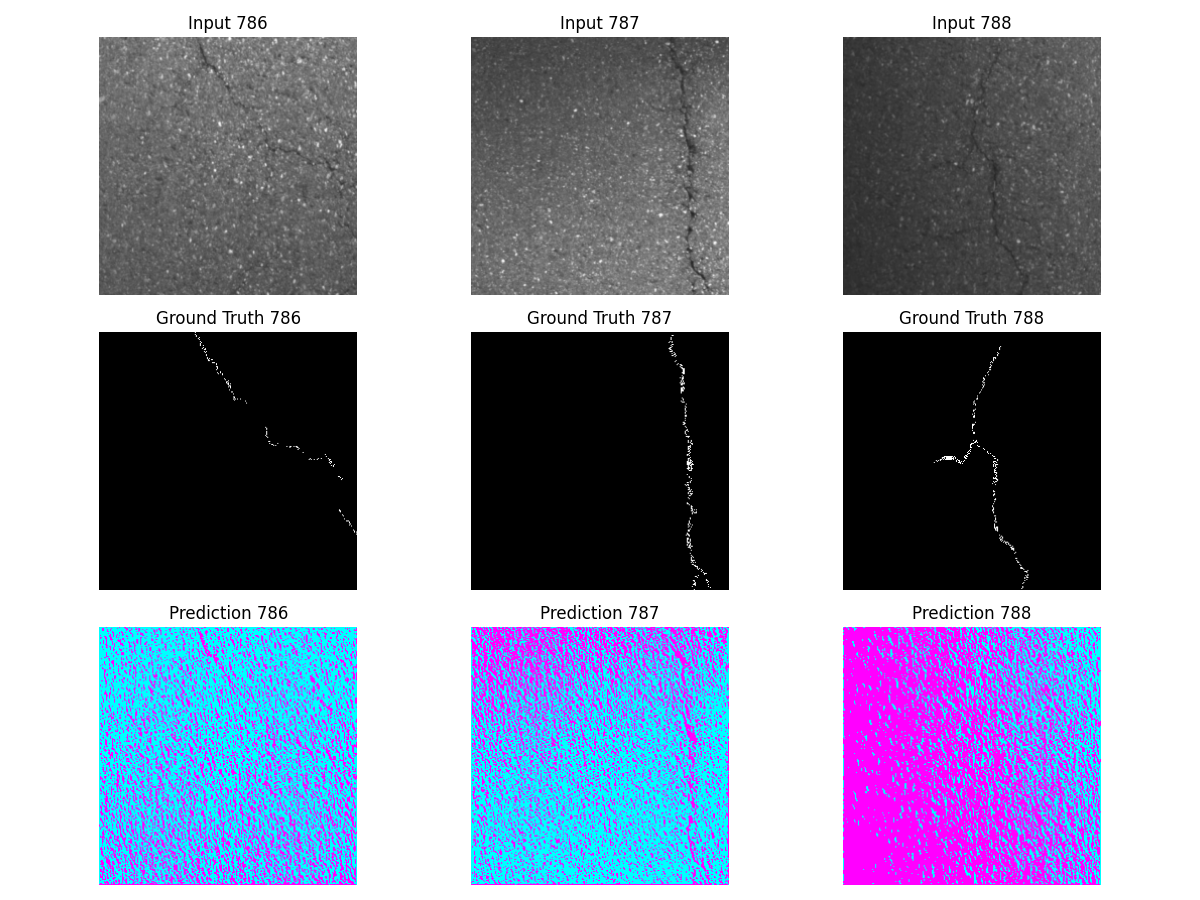 Input 786
Input 787
Input 788
Ground Truth 786
Ground Truth 787
Ground Truth 788
Prediction 786
Prediction 787
Prediction 788